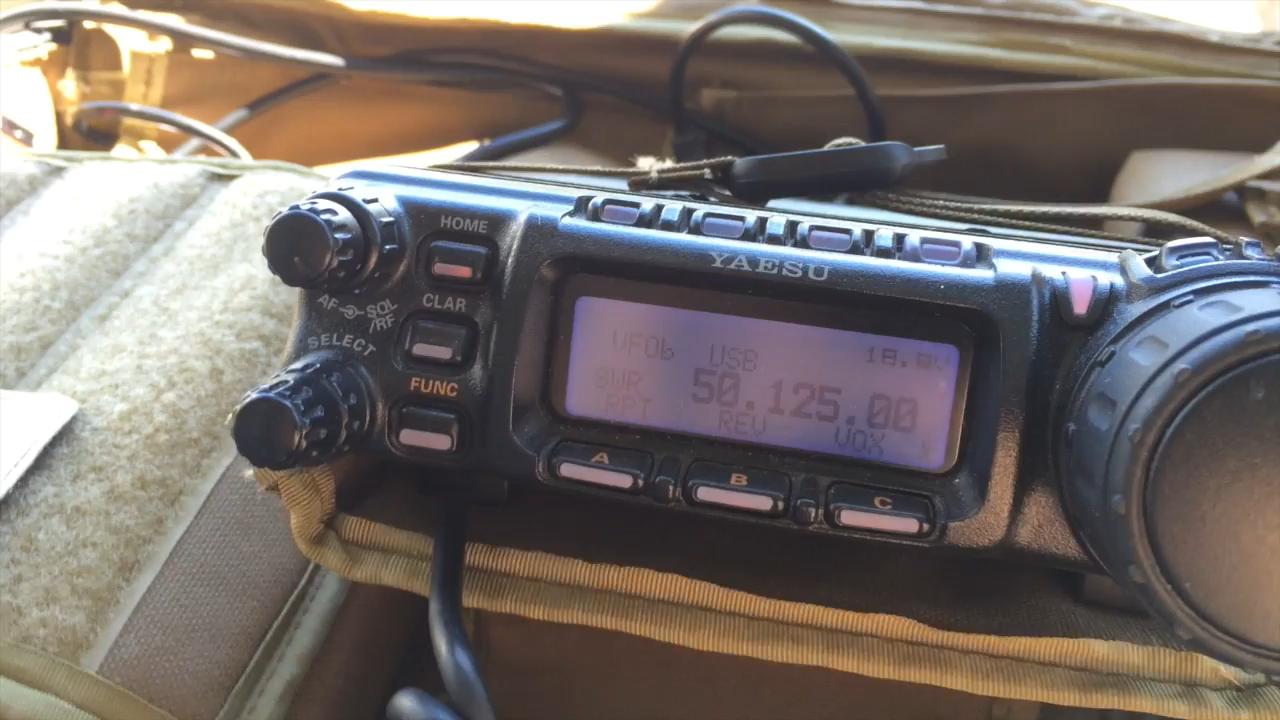 HOME
YAESU
AF SQL
/RF
CLAR
SELECT
FUNC
VFOb USB
50.125.00
SWR
RPT REV VOX
A B C